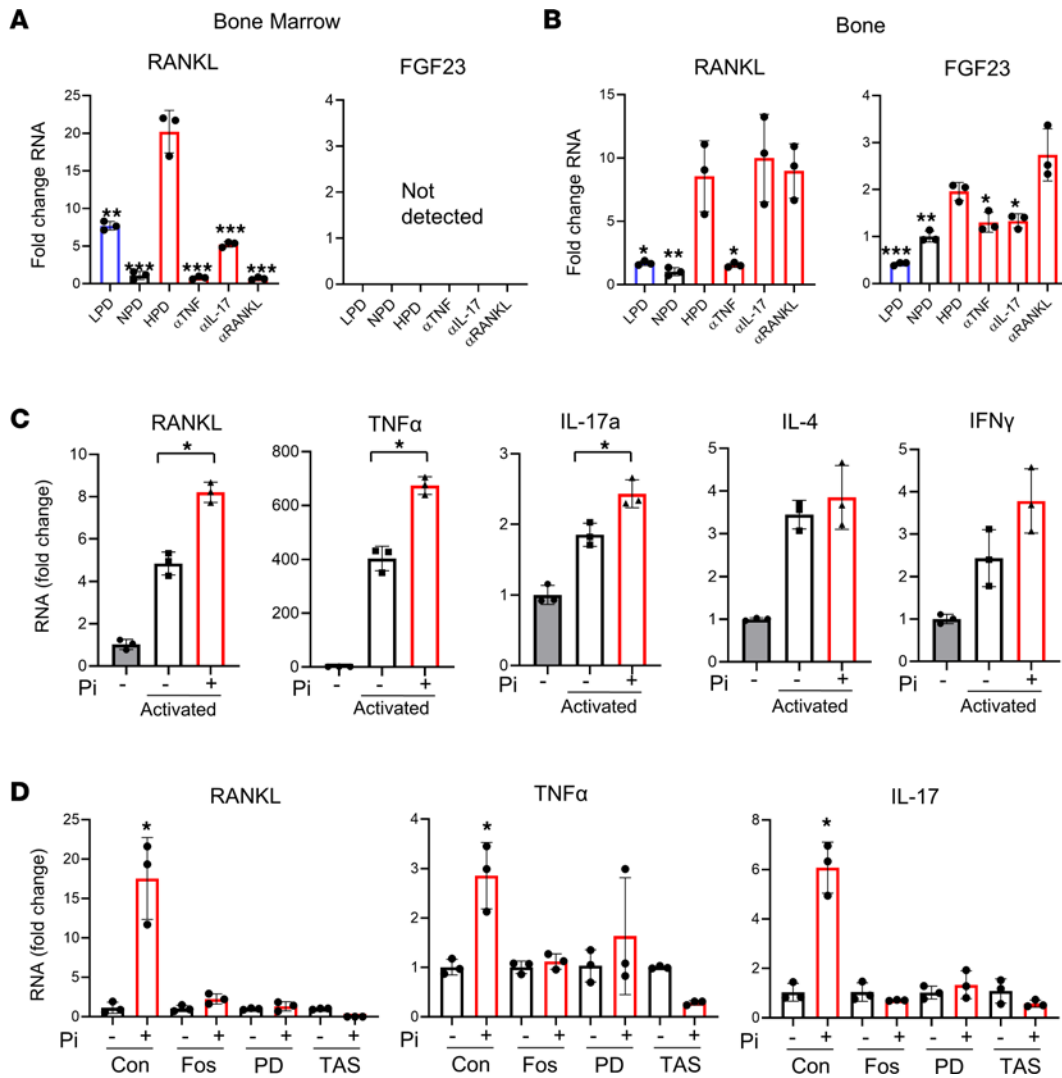 A
Bone Marrow
RANKL
FGF23
Fold change RNA
25
20
15
10
5
0
** *** *** *** ***
LPD NPD HPD αTNF αIL-17 αRANKL
4
3
2
1
0
Not
detected
LPD NPD HPD αTNF αIL-17 αRANKL
B
Bone
RANKL
FGF23
Fold change RNA
15
10
5
0
* ** *
LPD NPD HPD αTNF αIL-17 αRANKL
4
3
2
1
0
*** ** * *
LPD NPD HPD αTNF αIL-17 αRANKL
C
RANKL
RNA (fold change)
10
8
6
4
2
0
*
Pi - - +
Activated
TNFα
800
600
400
200
0
*
Pi - - +
Activated
IL-17a
3
2
1
0
*
Pi - - +
Activated
IL-4
5
4
3
2
1
0
Pi - - +
Activated
IFNγ
5
4
3
2
1
0
Pi - - +
Activated
D
RANKL
RNA (fold change)
25
20
15
10
5
0
*
Pi - + - + - + - +
Con Fos PD TAS
TNFα
4
3
2
1
0
*
Pi - + - + - + - +
Con Fos PD TAS
IL-17
8
6
4
2
0
*
Pi - + - + - + - +
Con Fos PD TAS